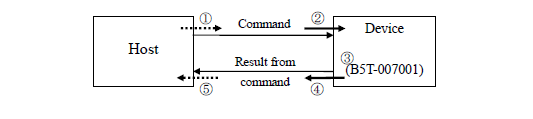 ① Command ②
Host
Device
Result from
command
③
(B5T-007001)
⑤ ④